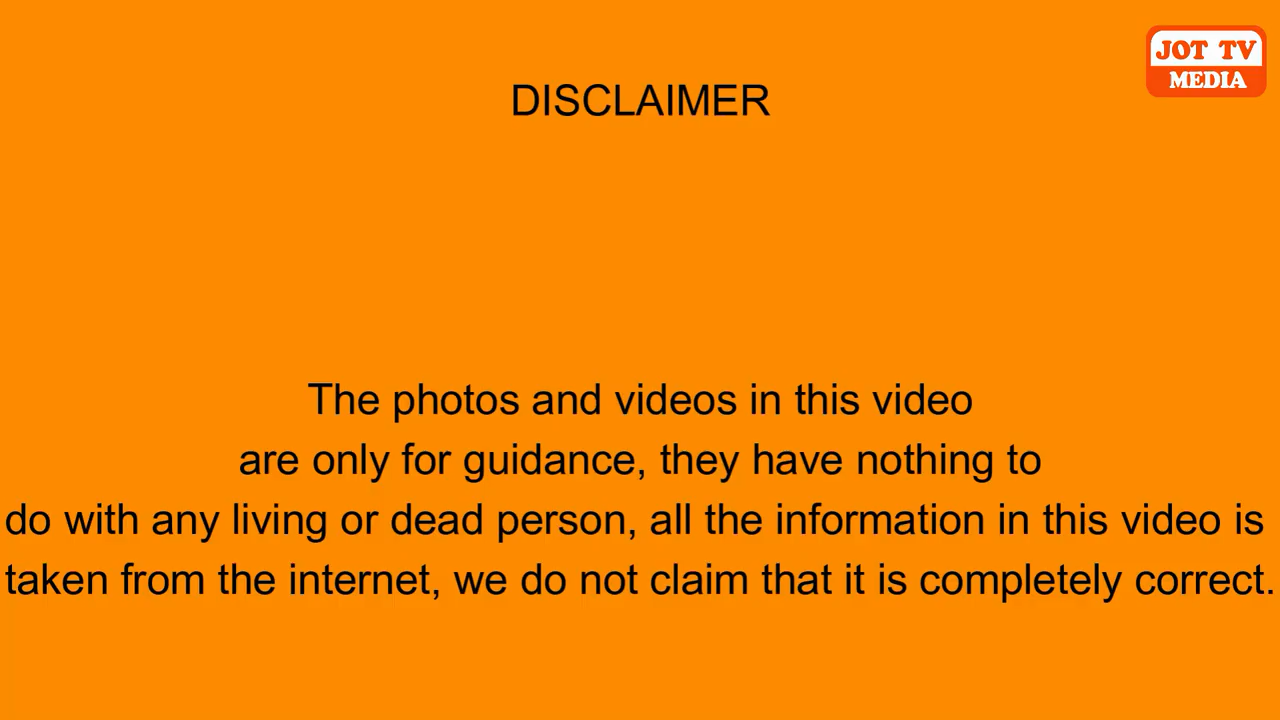 JOT TV
MEDIA
DISCLAIMER
The photos and videos in this video
are only for guidance, they have nothing to
do with any living or dead person, all the information in this video is
taken from the internet, we do not claim that it is completely correct.